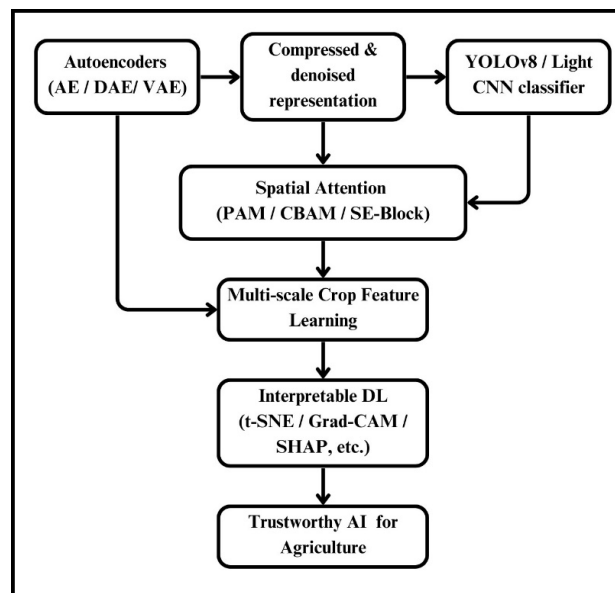 Autoencoders
(AE / DAE/ VAE)
Compressed &
denoised
representation
YOLOv8 / Light
CNN classifier
Spatial Attention
(PAM / CBAM / SE-Block)
Multi-scale Crop Feature
Learning
Interpretable DL
(t-SNE / Grad-CAM /
SHAP, etc.)
Trustworthy AI for
Agriculture